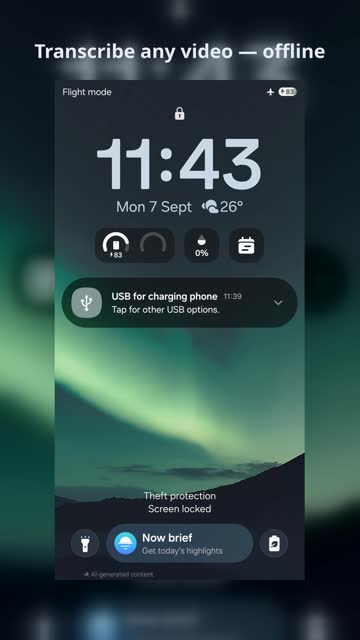 Transcribe any video — offline
Flight mode
83
11:43
Mon 7 Sept 26°
83
0%
USB for charging phone 11:39
Tap for other USB options.
Theft protection
Screen locked
Now brief
Get today's highlights
AI-generated content